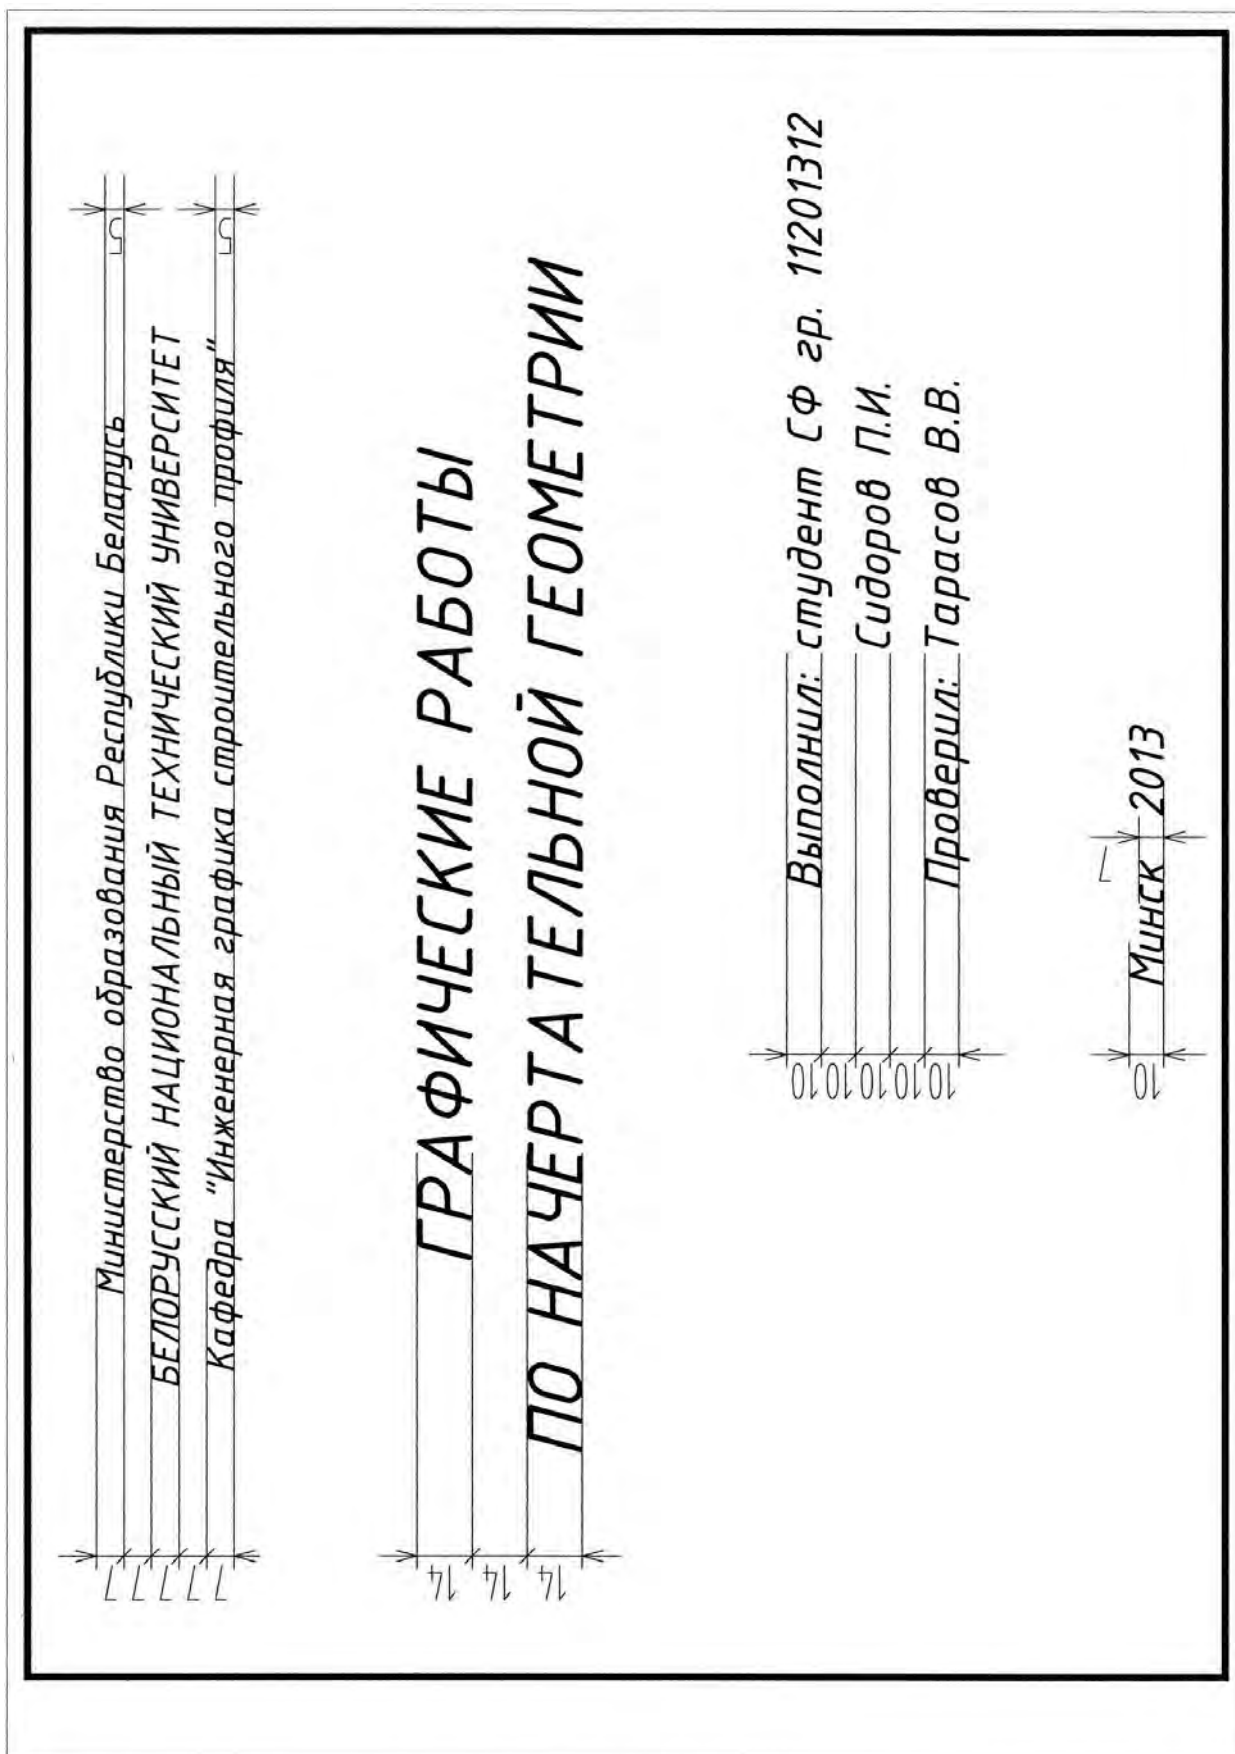 Министерство образования Республики Беларусь
БЕЛОРУССКИЙ НАЦИОНАЛЬНЫЙ ТЕХНИЧЕСКИЙ УНИВЕРСИТЕТ
Кафедра "Инженерная графика строительного профиля"
7
7
7
7
7
5
5
ГРАФИЧЕСКИЕ РАБОТЫ
ПО НАЧЕРТАТЕЛЬНОЙ ГЕОМЕТРИИ
14
14
14
Выполнил: студент СФ гр. 11201312
Сидоров П.И.
Проверил: Тарасов В.В.
10
10
10
10
10
Минск 2013
10
7